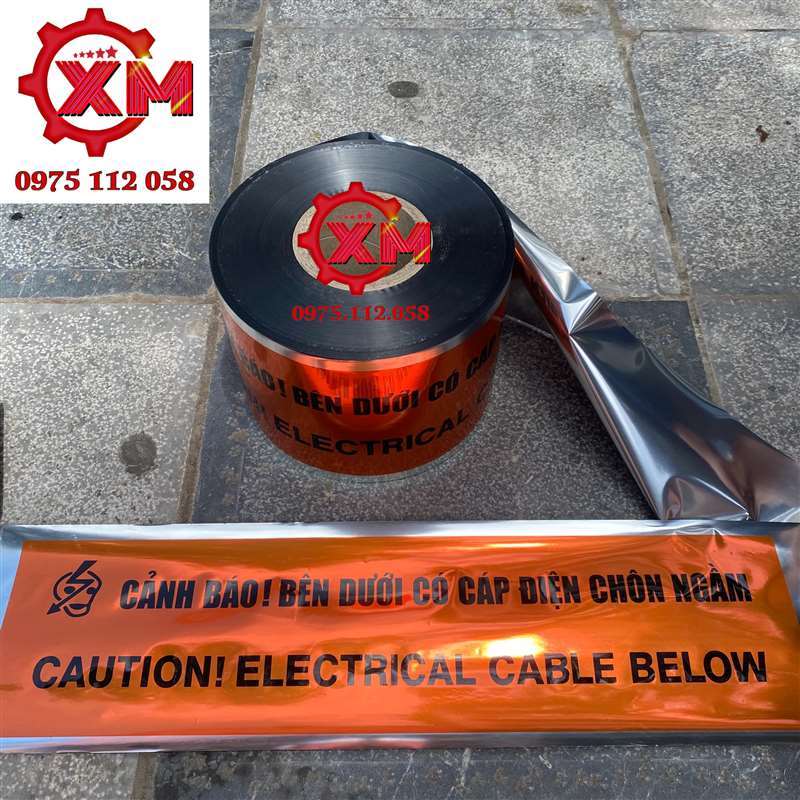 XM
0975 112 058
XM
0975.112.058
BÁO! BÊN DƯỚI CÓ CÁP
! ELECTRICAL
CẢNH BÁO! BÊN DƯỚI CÓ CÁP ĐIỆN CHÔN NGẦM
CAUTION! ELECTRICAL CABLE BELOW